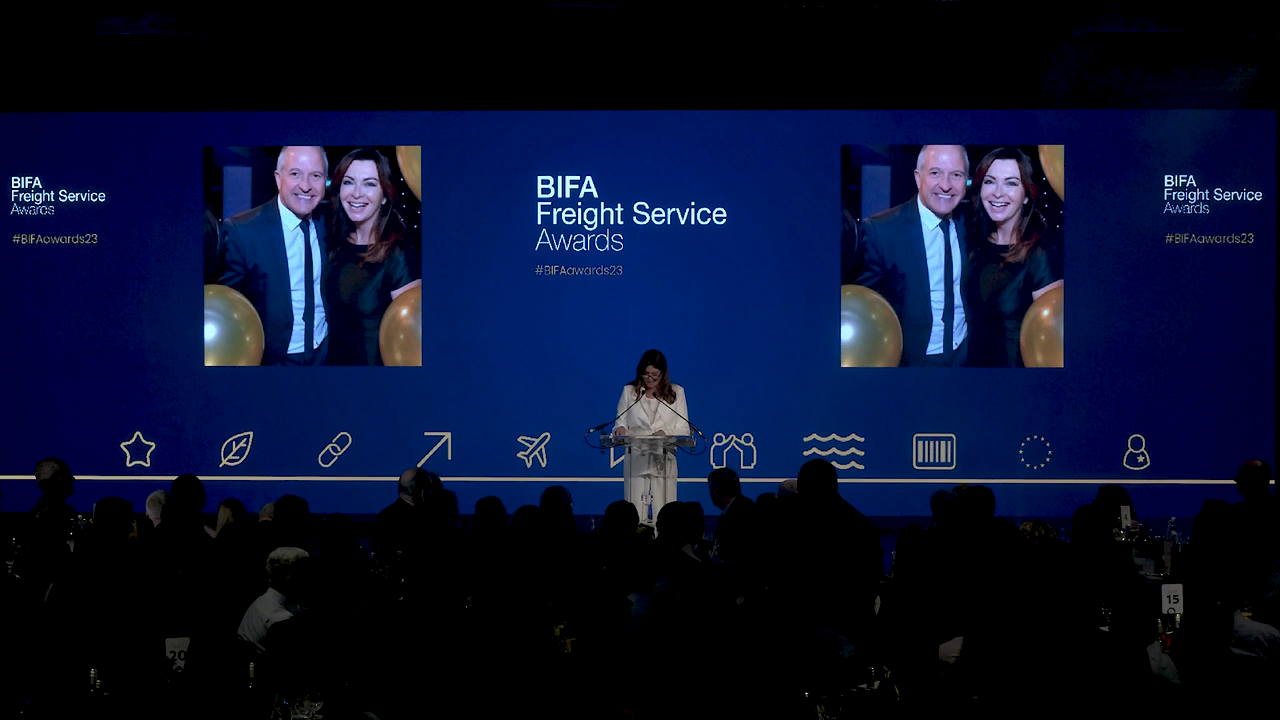 BIFA
Freight Service
Awards
#BIFAawards23
BIFA
Freight Service
Awards
#BIFAawards23
BIFA
Freight Service
Awards
#BIFAawards23
15
20